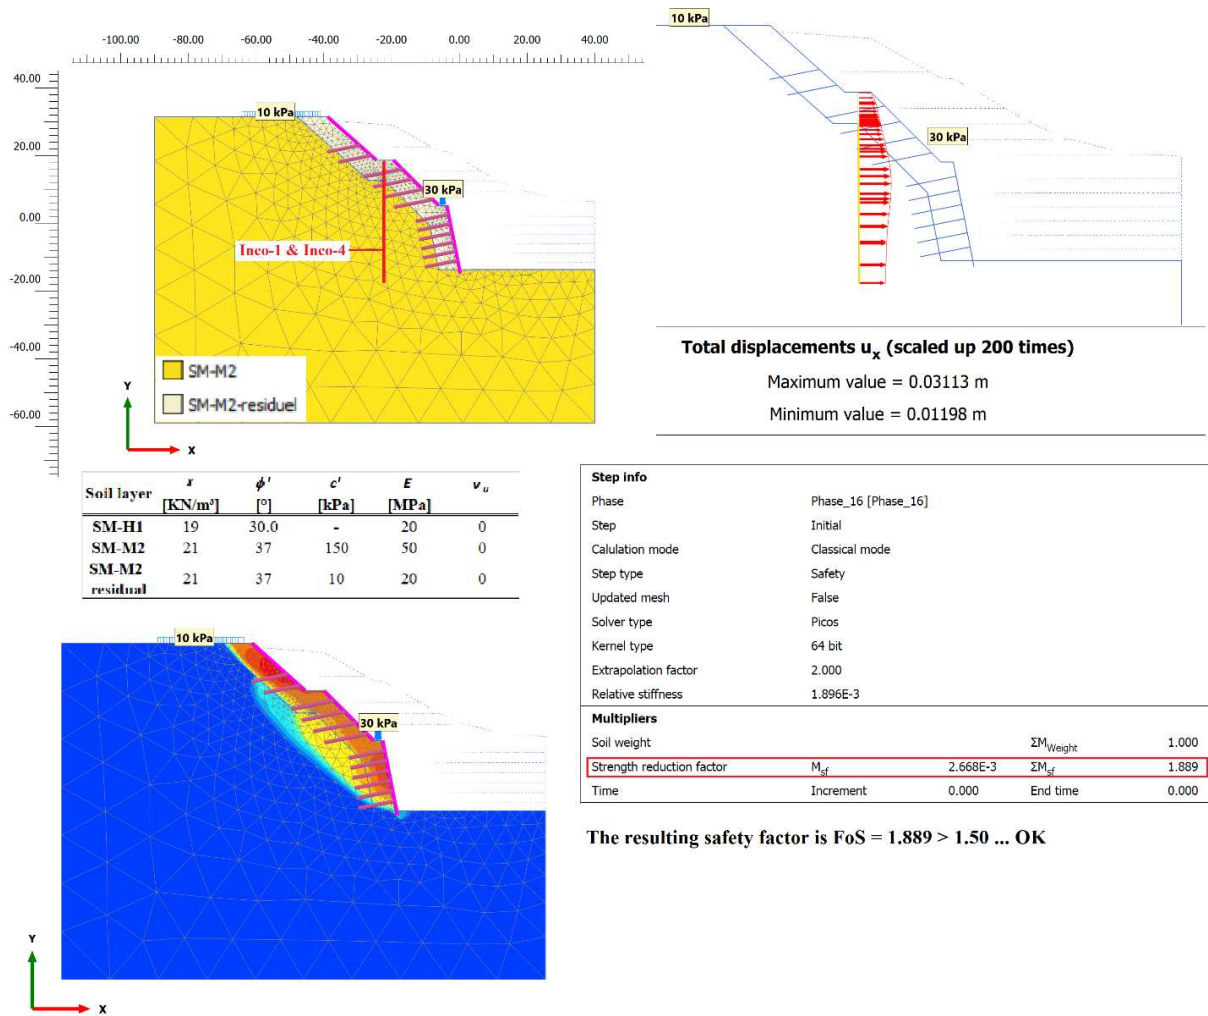 -100.00 -80.00 -60.00 -40.00 -20.00 0.00 20.00 40.00
40.00
20.00
0.00
-20.00
-40.00
-60.00
10 kPa
30 kPa
Inco-1 & Inco-4
SM-M2
SM-M2-residuel
Y
X
10 kPa
30 kPa
Total displacements uₓ (scaled up 200 times)
Maximum value = 0.03113 m
Minimum value = 0.01198 m
Soil layer ɤ [KN/m³] ϕ' [°] c' [kPa] E [MPa] ν u
SM-H1 19 30.0 - 20 0
SM-M2 21 37 150 50 0
SM-M2 residual 21 37 10 20 0
Step info
Phase Phase_16 [Phase_16]
Step Initial
Calulation mode Classical mode
Step type Safety
Updated mesh False
Solver type Picos
Kernel type 64 bit
Extrapolation factor 2.000
Relative stiffness 1.896E-3
Multipliers
Soil weight ΣM Weight 1.000
Strength reduction factor M sf 2.668E-3 ΣM sf 1.889
Time Increment 0.000 End time 0.000
The resulting safety factor is FoS = 1.889 > 1.50 ... OK
10 kPa
30 kPa
Y
X